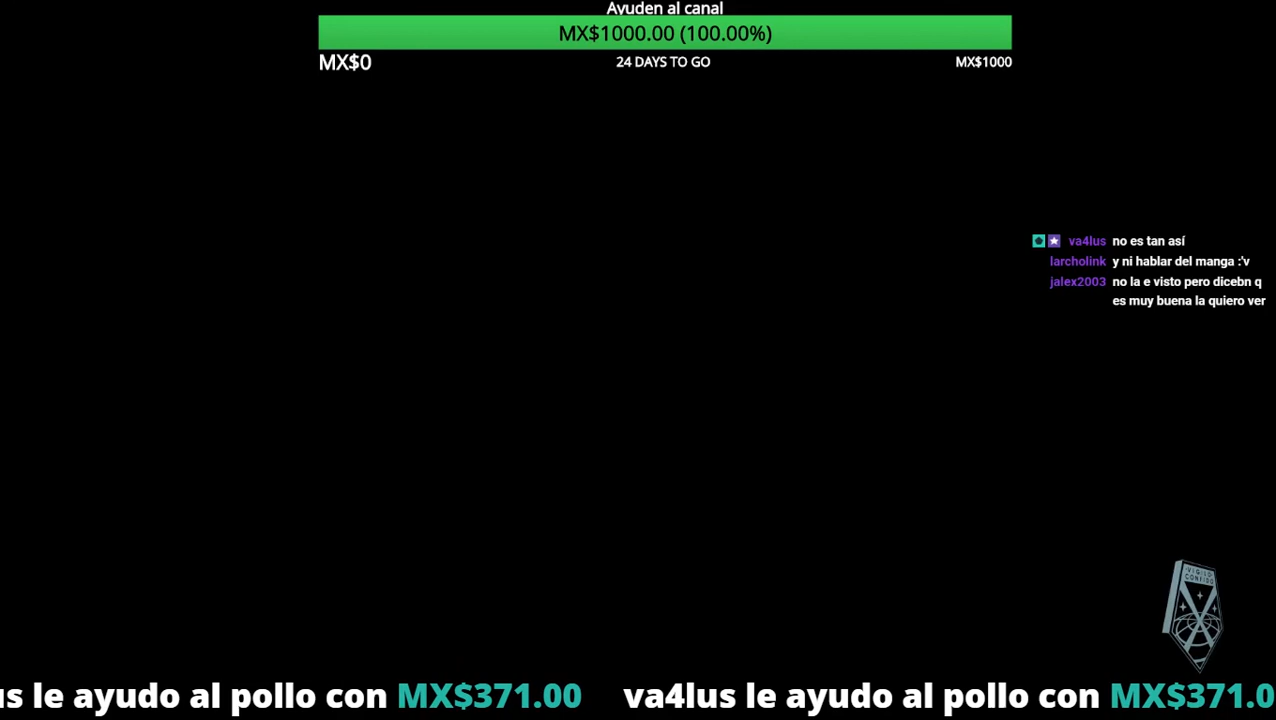 Ayuden al canal
MX$1000.00 (100.00%)
MX$0 24 DAYS TO GO MX$1000
va4lus no es tan así
larcholink y ni hablar del manga :'v
jalex2003 no la e visto pero dicebn q
es muy buena la quiero ver
VIGILO
CONFIDO
us le ayudo al pollo con MX$371.00 va4lus le ayudo al pollo con MX$371.0